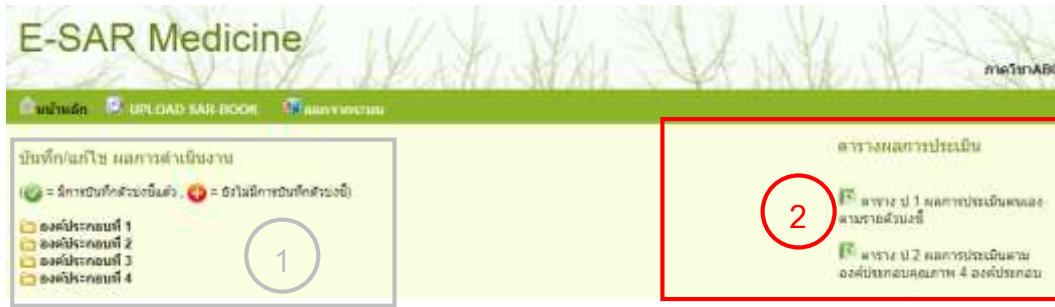 E-SAR Medicine
ภาควิชาAB
หน้าหลัก UPLOAD SAR-BOOK ออกจากระบบ
บันทึก/แก้ไข ผลการดำเนินงาน
( = มีการบันทึกตัวบ่งชี้แล้ว , = ยังไม่มีการบันทึกตัวบ่งชี้)
องค์ประกอบที่ 1
องค์ประกอบที่ 2
องค์ประกอบที่ 3
องค์ประกอบที่ 4
1
ตารางผลการประเมิน
2
ตาราง ป 1 ผลการประเมินตนเอง
ตามรายตัวบ่งชี้
ตาราง ป.2 ผลการประเมินตาม
องค์ประกอบคุณภาพ 4 องค์ประกอบ